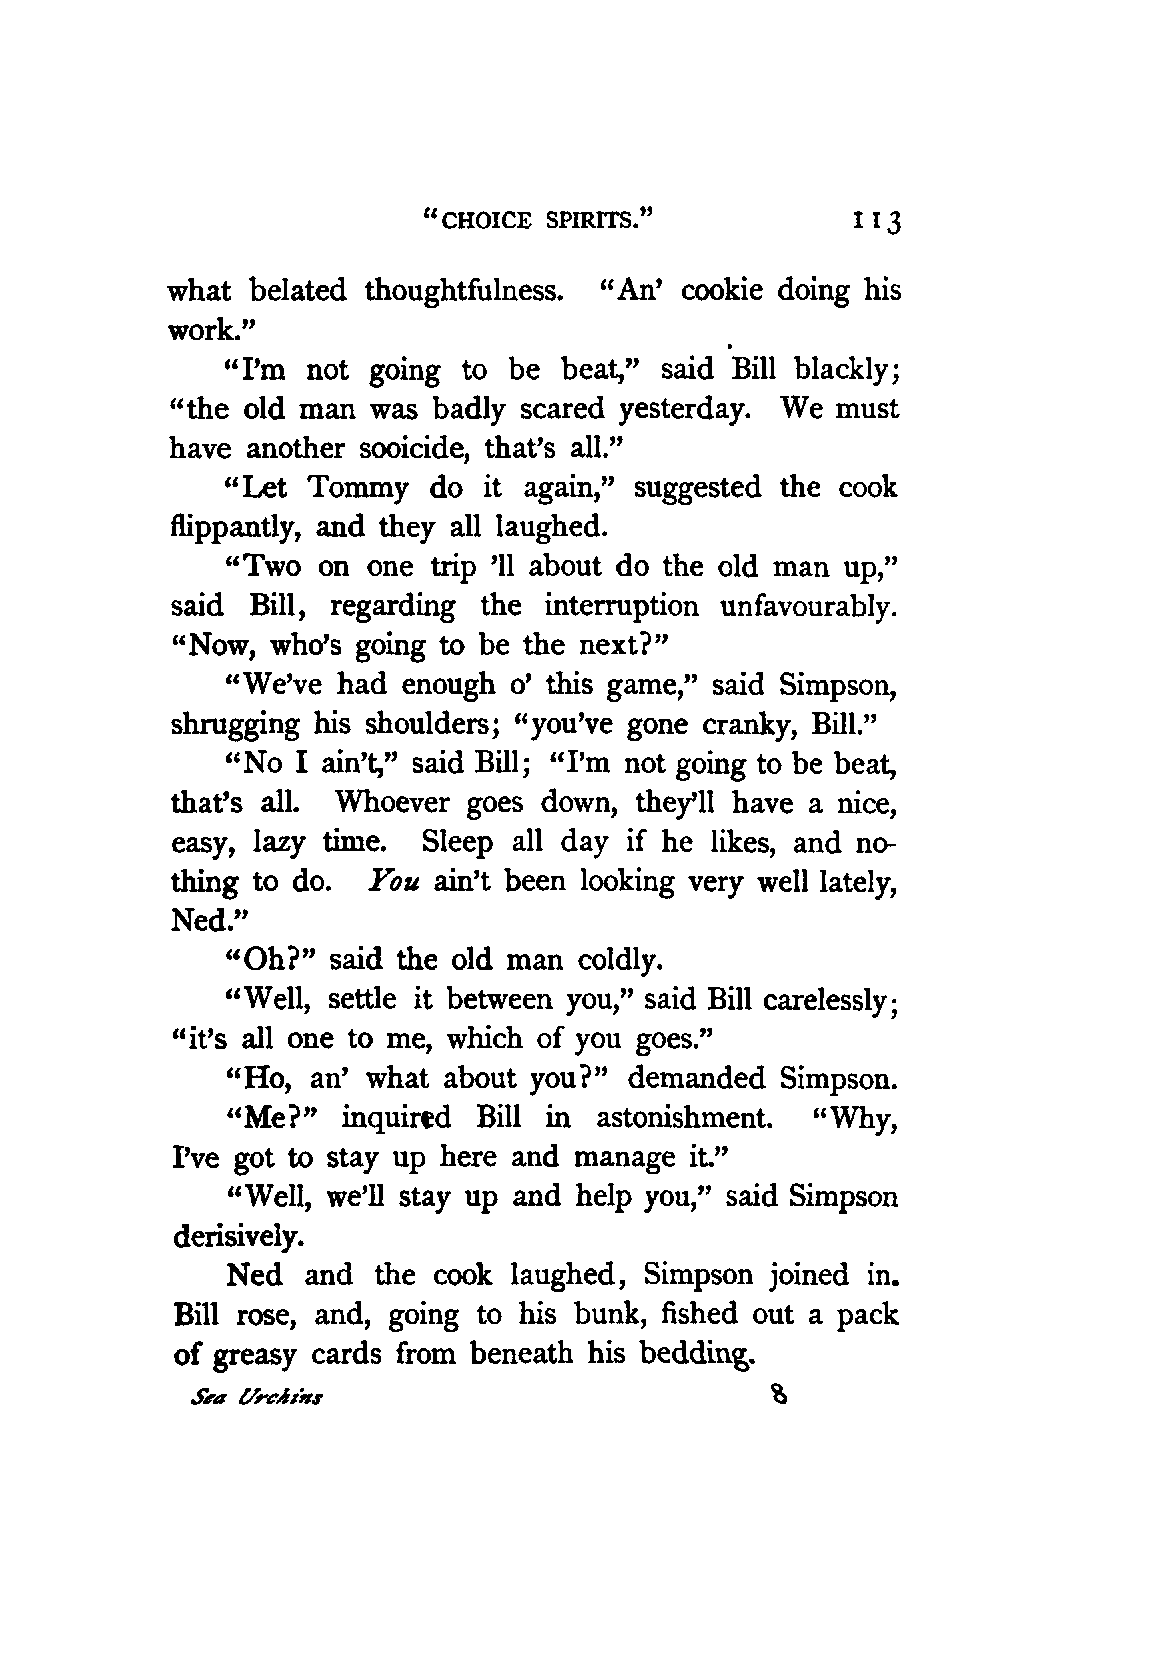 “CHOICE SPIRITS.” 113
what belated thoughtfulness. “An’ cookie doing his
work.”
“I’m not going to be beat,” said Bill blackly;
“the old man was badly scared yesterday. We must
have another sooicide, that’s all.”
“Let Tommy do it again,” suggested the cook
flippantly, and they all laughed.
“Two on one trip ’ll about do the old man up,”
said Bill, regarding the interruption unfavourably.
“Now, who’s going to be the next?”
“We’ve had enough o’ this game,” said Simpson,
shrugging his shoulders; “you’ve gone cranky, Bill.”
“No I ain’t,” said Bill; “I’m not going to be beat,
that’s all. Whoever goes down, they’ll have a nice,
easy, lazy time. Sleep all day if he likes, and no-
thing to do. You ain’t been looking very well lately,
Ned.”
“Oh?” said the old man coldly.
“Well, settle it between you,” said Bill carelessly;
“it’s all one to me, which of you goes.”
“Ho, an’ what about you?” demanded Simpson.
“Me?” inquired Bill in astonishment. “Why,
I’ve got to stay up here and manage it.”
“Well, we’ll stay up and help you,” said Simpson
derisively.
Ned and the cook laughed, Simpson joined in.
Bill rose, and, going to his bunk, fished out a pack
of greasy cards from beneath his bedding.
Sea Urchins 8